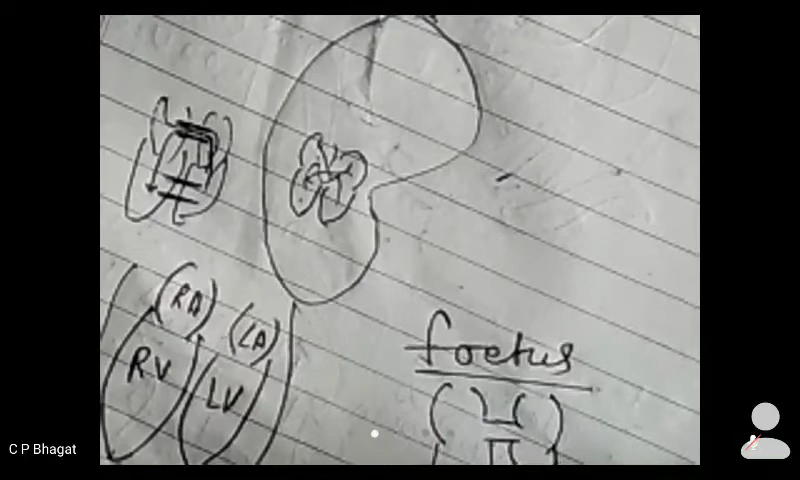 (RA)
(LA)
RV
LV
foetus
C P Bhagat